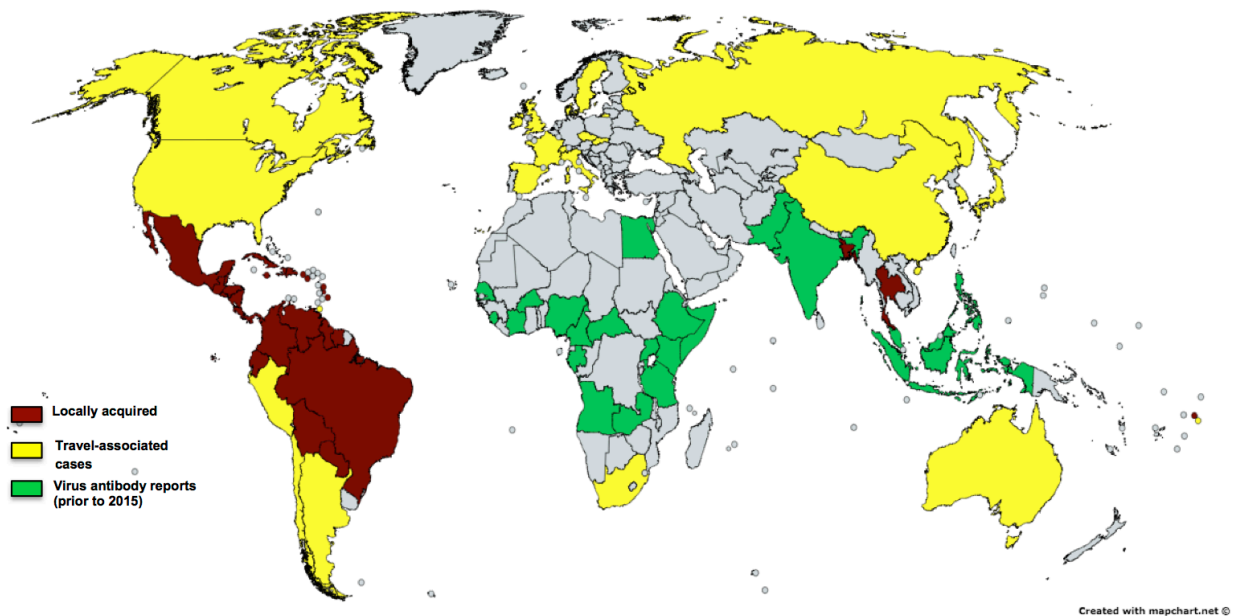 Locally acquired
Travel-associated
cases
Virus antibody reports
(prior to 2015)
Created with mapchart.net ©